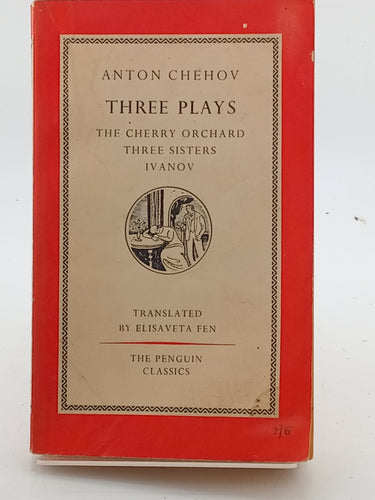 ANTON CHEHOV
THREE PLAYS
THE CHERRY ORCHARD
THREE SISTERS
IVANOV
TRANSLATED
BY ELISAVETA FEN
THE PENGUIN
CLASSICS
2/6